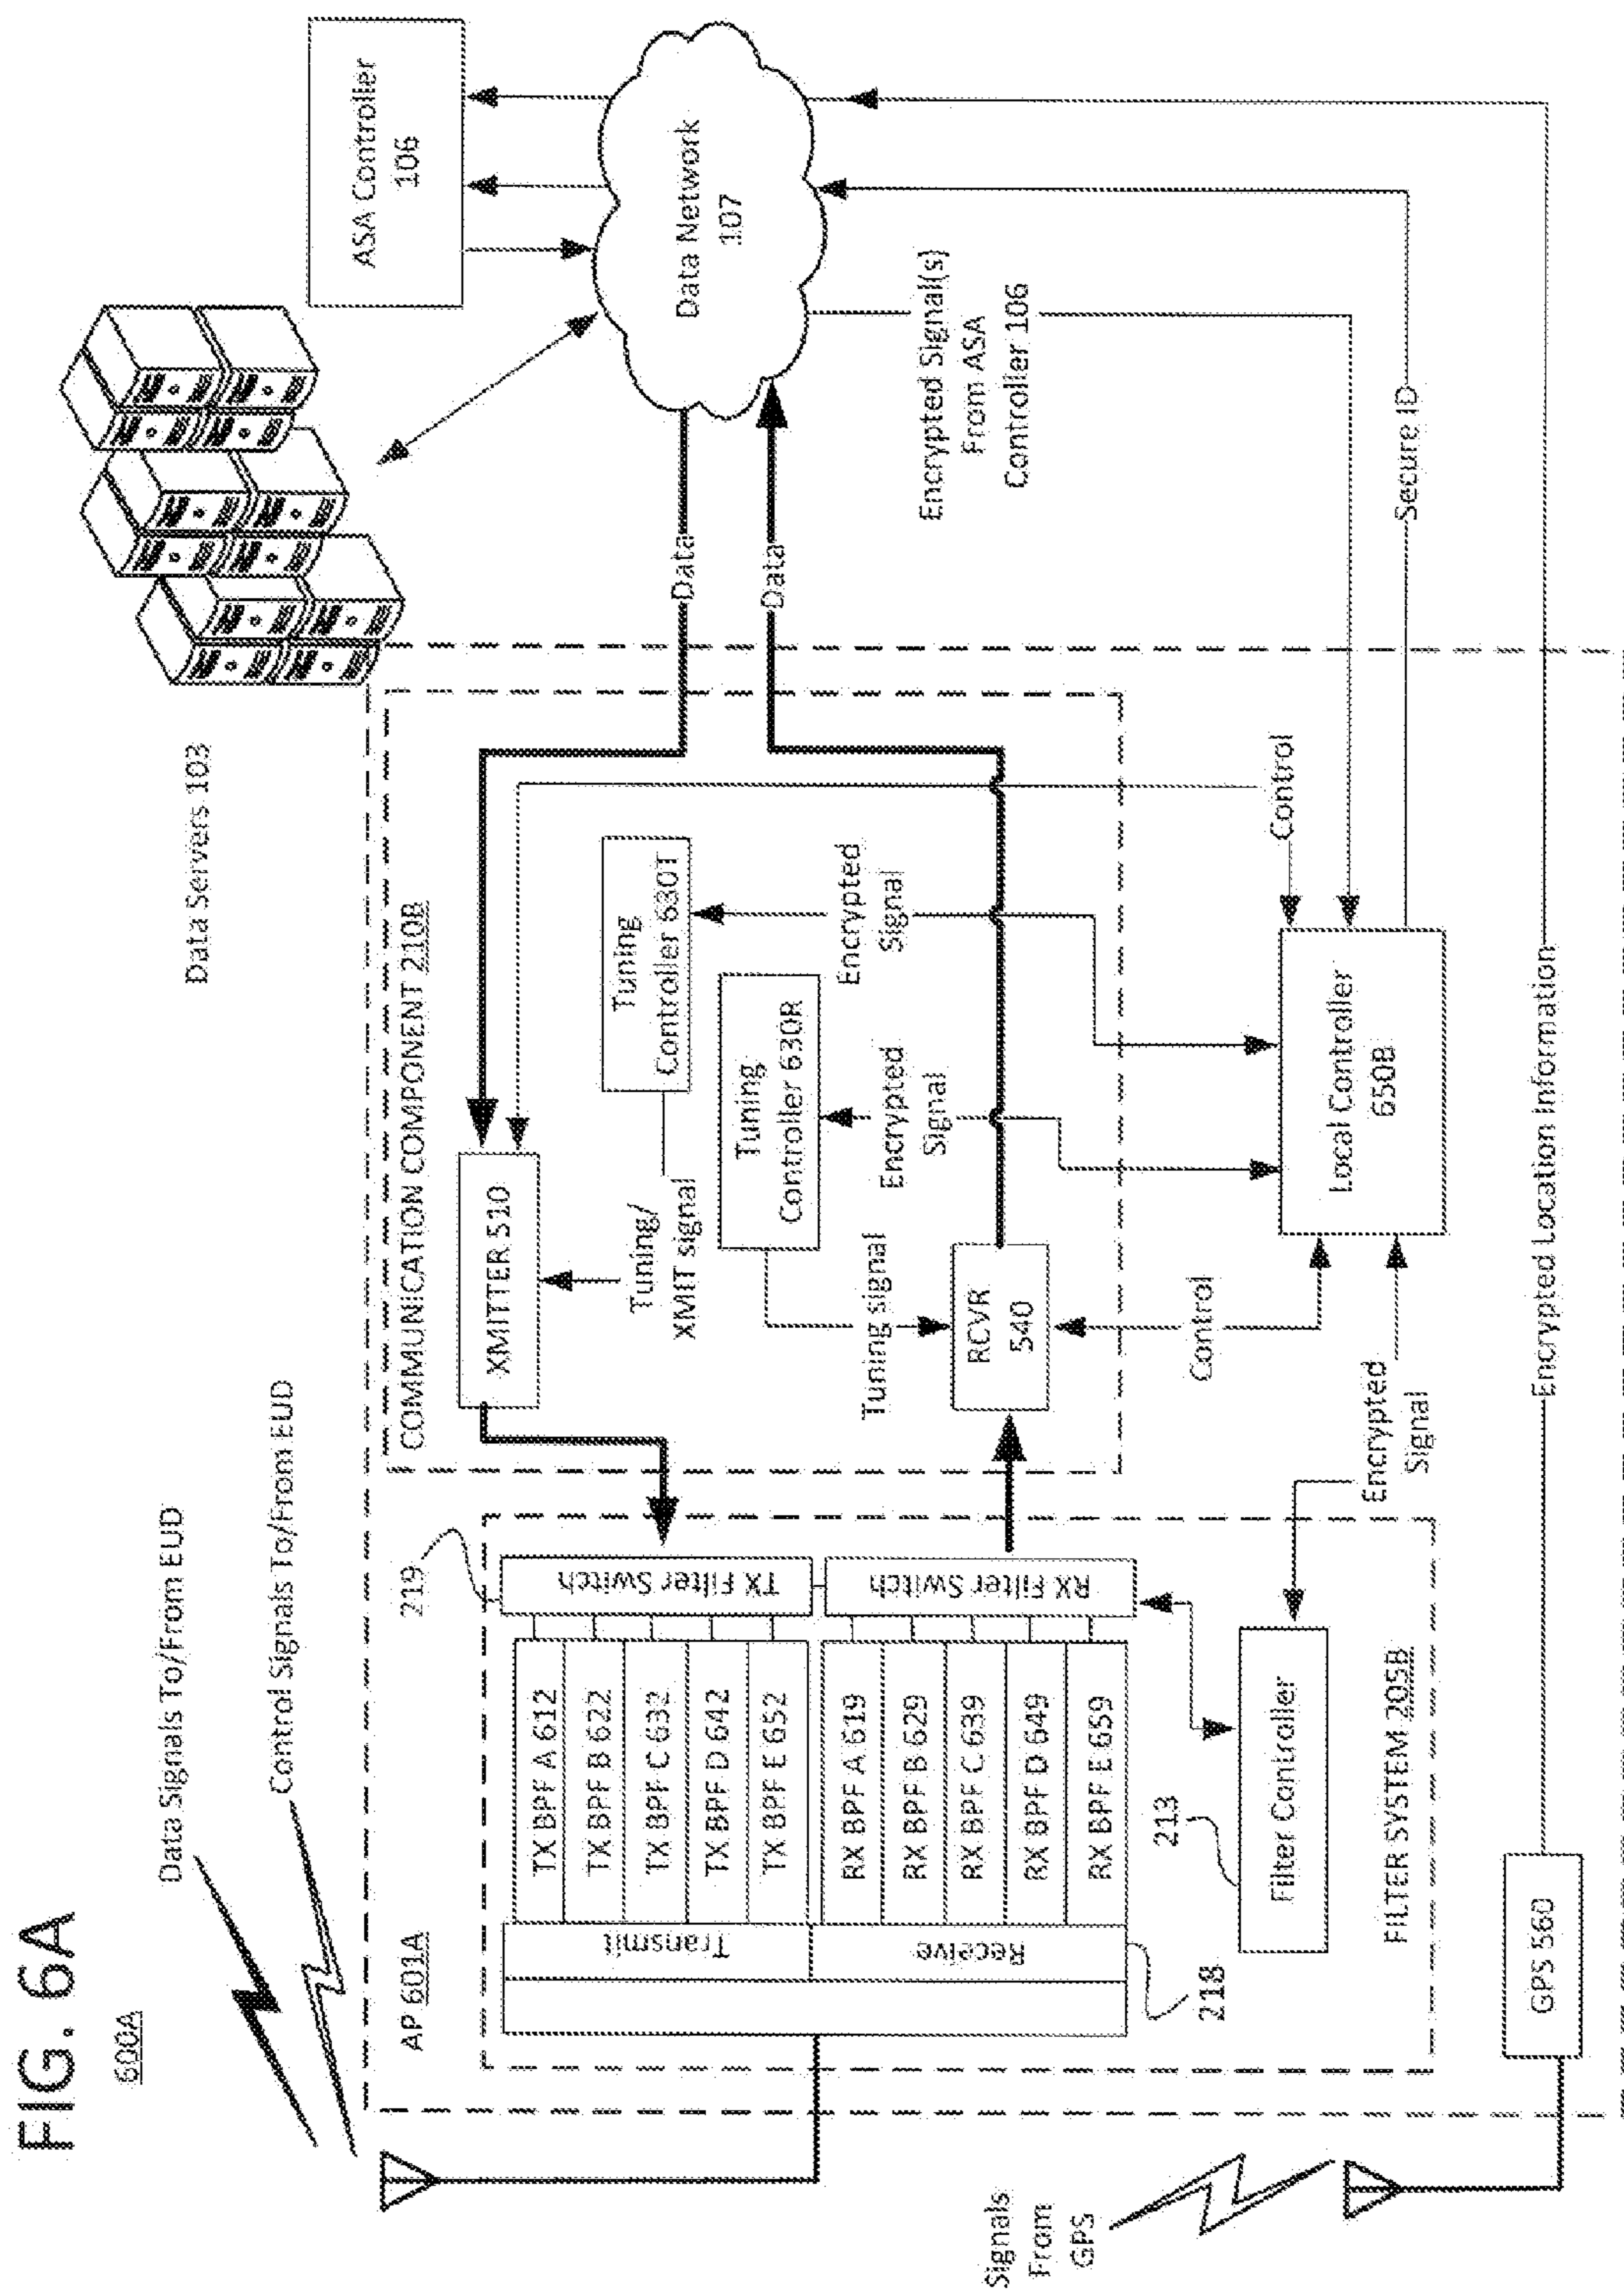 FIG. 6A
600A
Data Signals To/From EUD
Control Signals To/From EUD
Data Servers 103
ASA Controller
106
Data Network
107
AP 601A
COMMUNICATION COMPONENT 210B
219
Transmit
Receive
TX BPF A 612
TX BPF B 622
TX BPF C 632
TX BPF D 642
TX BPF E 652
RX BPF A 619
RX BPF B 629
RX BPF C 639
RX BPF D 649
RX BPF E 659
TX Filter Switch
RX Filter Switch
218
213
Filter Controller
FILTER SYSTEM 205B
XMITTER 510
Tuning/
XMIT signal
Tuning
Controller 630T
Tuning
Controller 630R
Tuning signal
RCVR
540
Encrypted
Signal
Encrypted
Signal
Data
Data
Encrypted Signal(s)
From ASA
Controller 106
Control
Control
Encrypted
Signal
Local Controller
650B
Secure ID
Encrypted Location Information
GPS 560
Signals
From
GPS